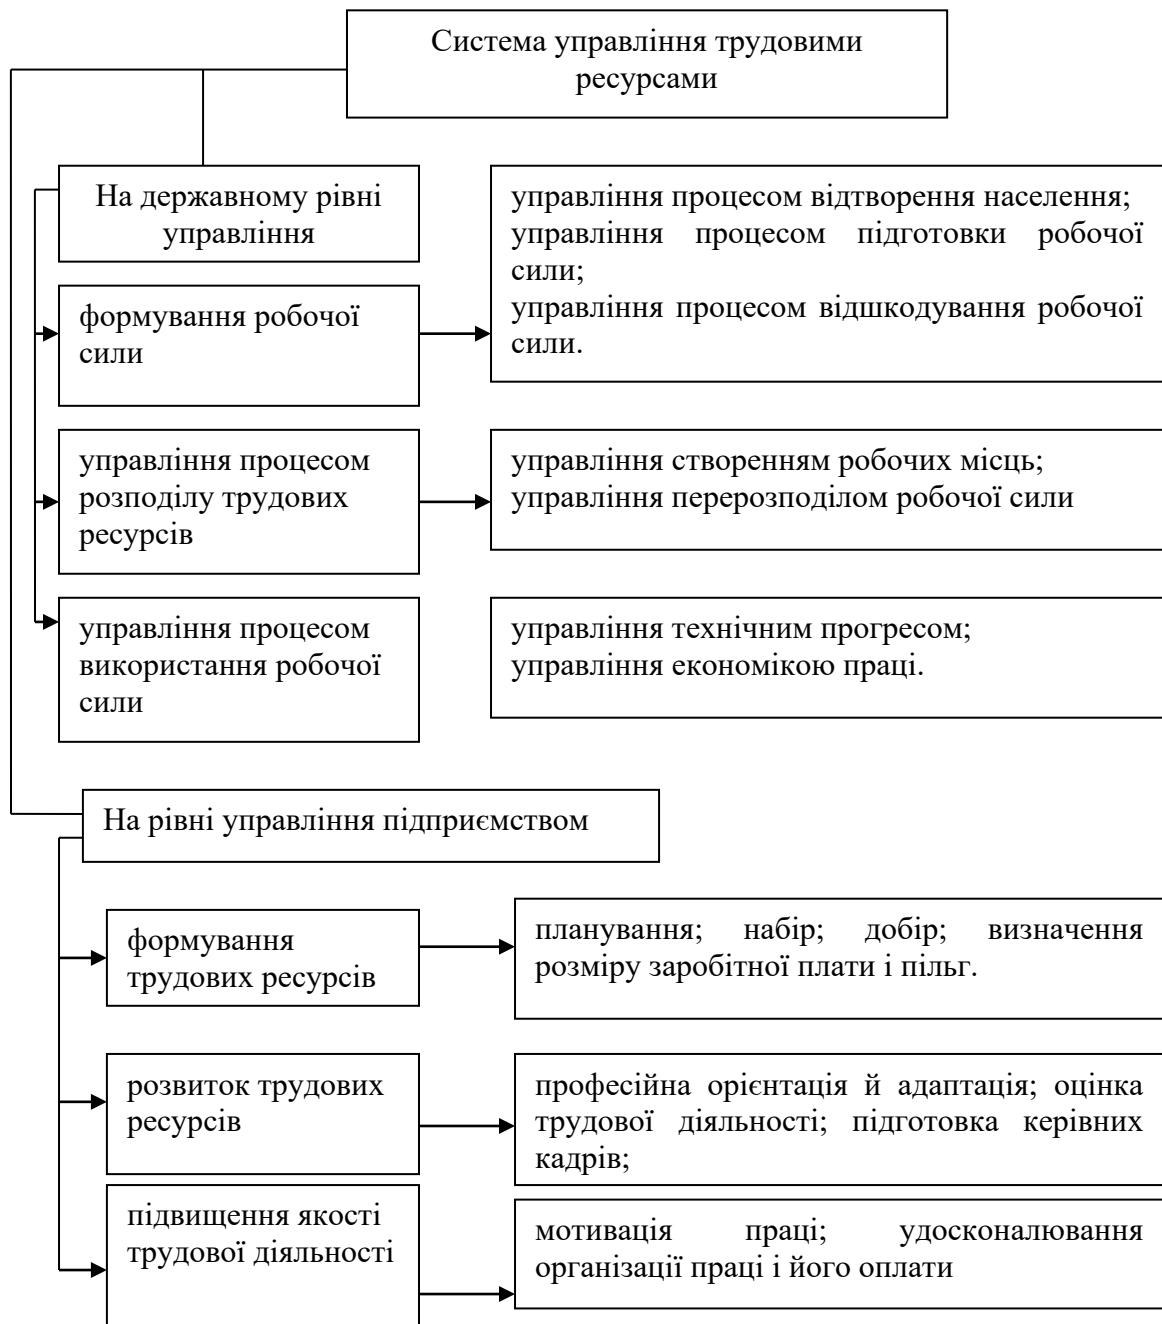 Система управління трудовими
ресурсами
На державному рівні
управління
управління процесом відтворення населення;
управління процесом підготовки робочої
сили;
управління процесом відшкодування робочої
сили.
формування робочої
сили
управління процесом
розподілу трудових
ресурсів
управління створенням робочих місць;
управління перерозподілом робочої сили
управління процесом
використання робочої
сили
управління технічним прогресом;
управління економікою праці.
На рівні управління підприємством
формування
трудових ресурсів
планування; набір; добір; визначення
розміру заробітної плати і пільг.
розвиток трудових
ресурсів
професійна орієнтація й адаптація; оцінка
трудової діяльності; підготовка керівних
кадрів;
підвищення якості
трудової діяльності
мотивація праці; удосконалювання
організації праці і його оплати